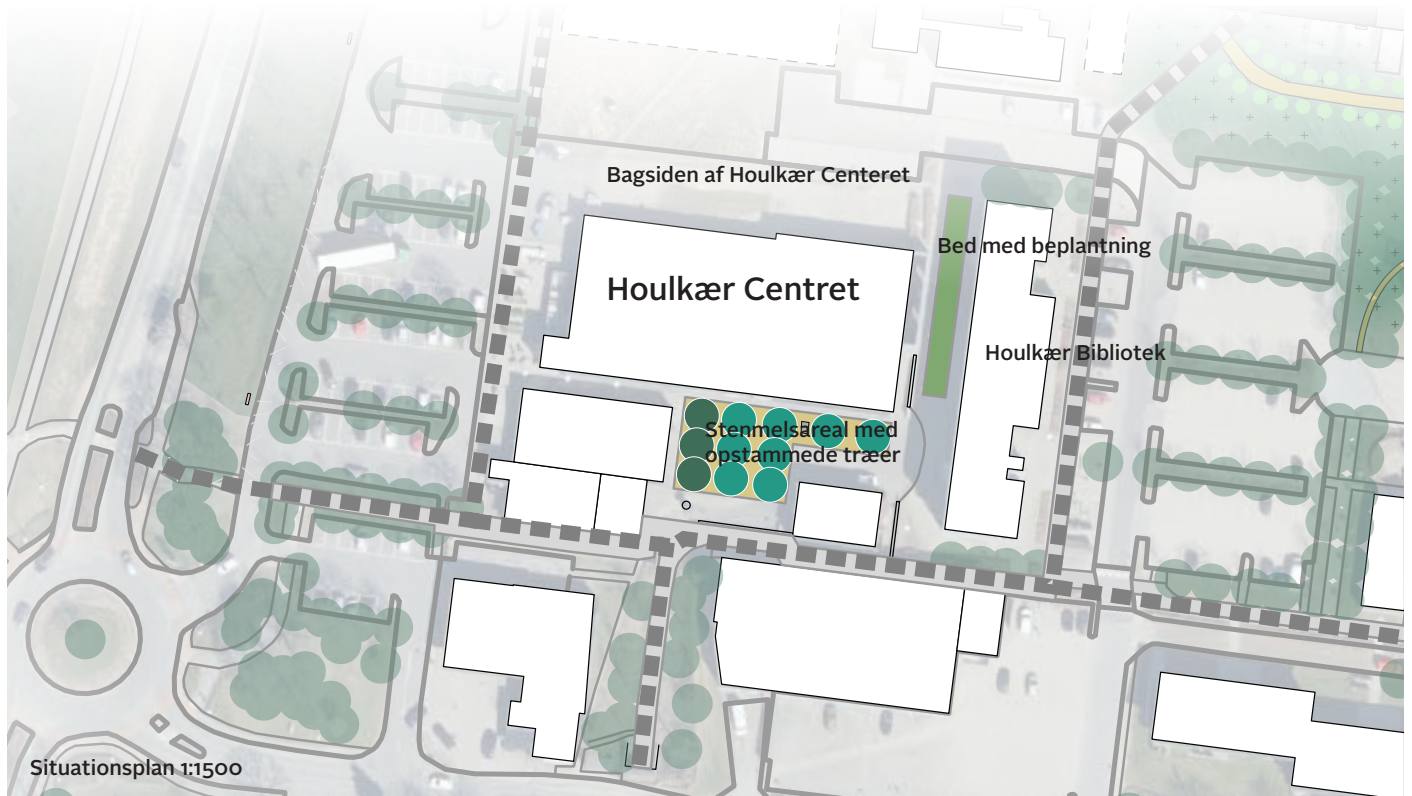 Bagsiden af Houlkær Centeret
Bed med beplantning
Houlkær Centret
Houlkær Bibliotek
Stenmelsareal med
opstammede træer
Situationsplan 1:1500